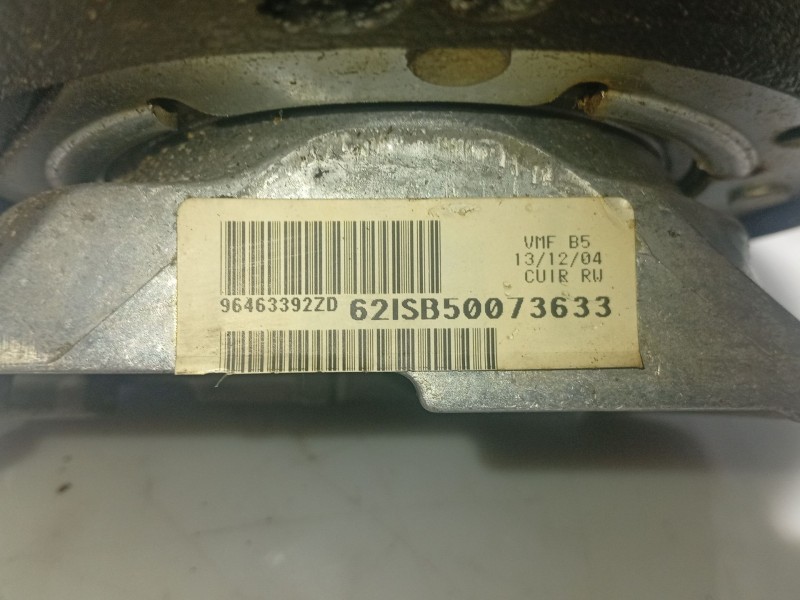 VMF B5
13/12/04
CUIR RW
96463392ZD 62ISB50073633